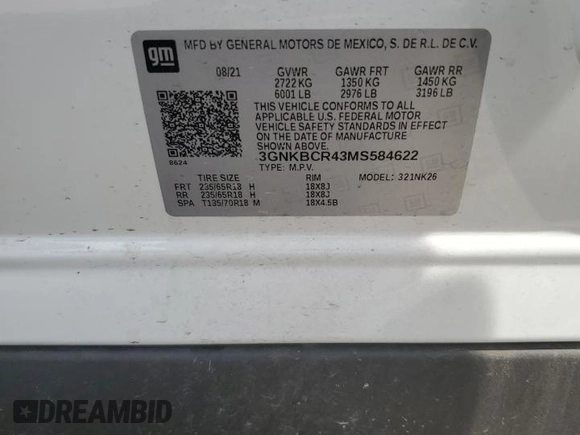 gm
MFD BY GENERAL MOTORS DE MEXICO, S. DE R.L. DE C.V.
08/21 GVWR GAWR FRT GAWR RR
2722 KG 1350 KG 1450 KG
6001 LB 2976 LB 3196 LB
THIS VEHICLE CONFORMS TO ALL
APPLICABLE U.S. FEDERAL MOTOR
VEHICLE SAFETY STANDARDS IN EFFECT
ON THE DATE OF MANUFACTURE SHOWN ABOVE.
8624
3GNKBCR43MS584622
TYPE: M.P.V. MODEL: 321NK26
TIRE SIZE RIM
FRT 235/65R18 H 18X8J
RR 235/65R18 H 18X8J
SPA T135/70R18 M 18X4.5B
DREAMBID